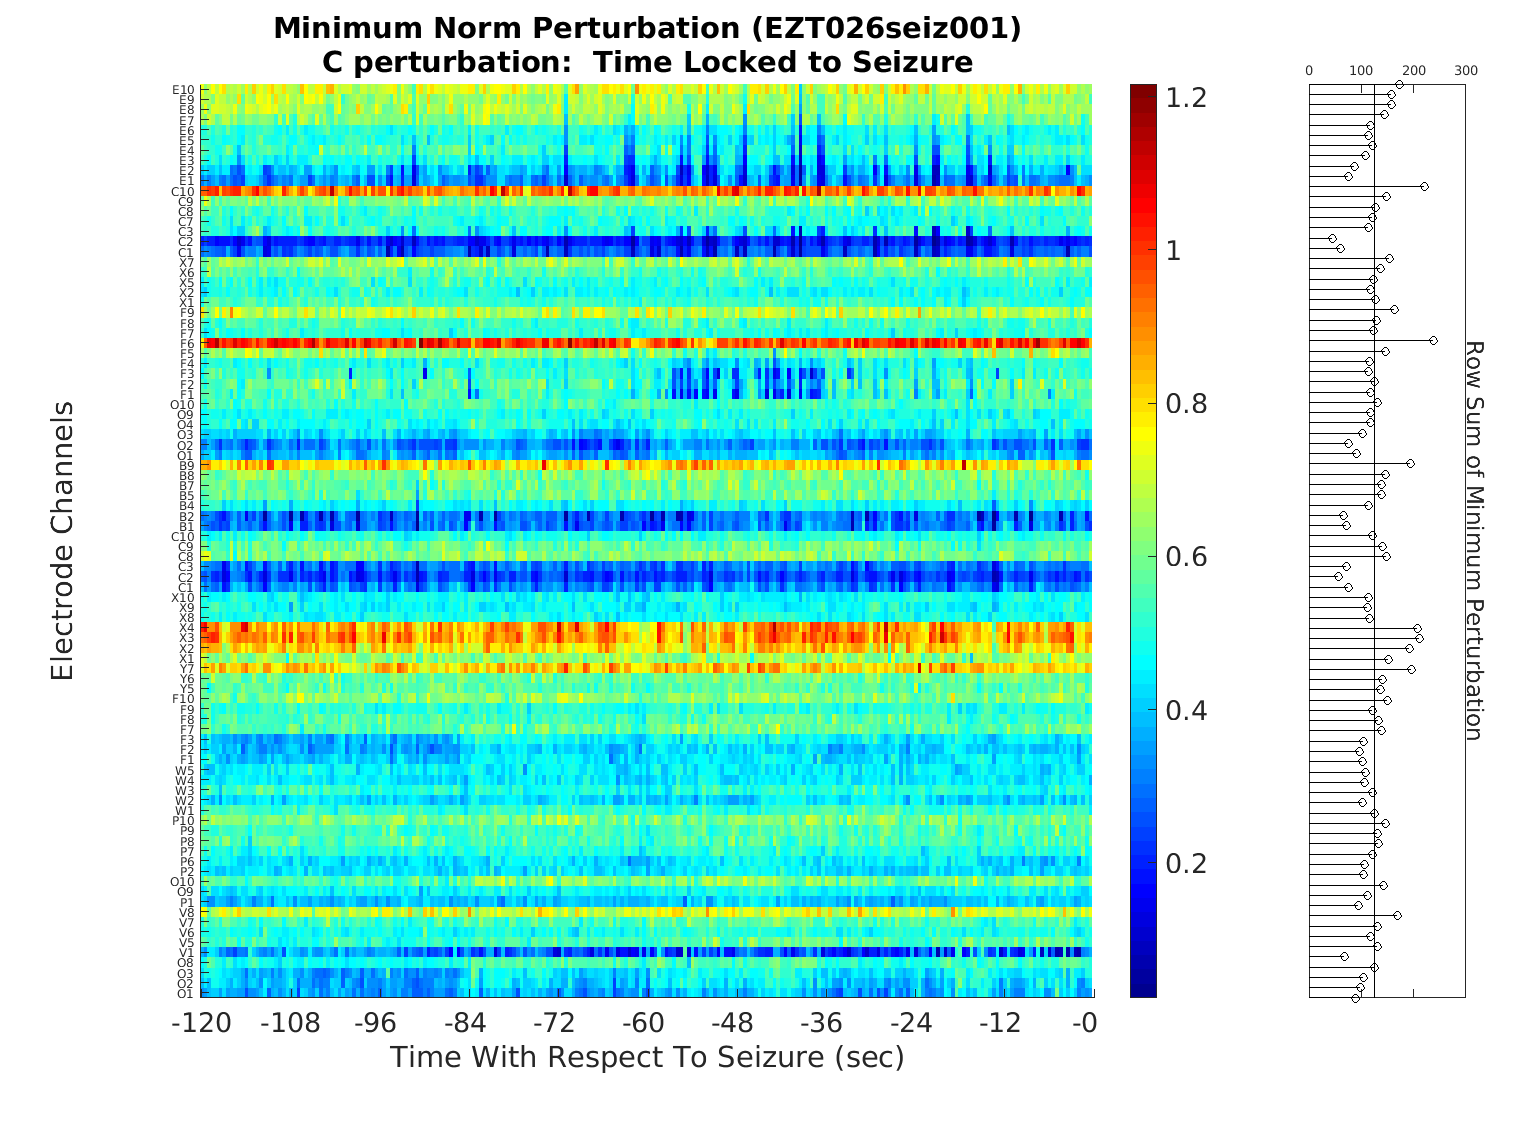 Minimum Norm Perturbation (EZT026seiz001)
C perturbation:  Time Locked to Seizure
Electrode Channels
E10
E9
E8
E7
E6
E5
E4
E3
E2
E1
C10
C9
C8
C7
C3
C2
C1
X7
X6
X5
X2
X1
F9
F8
F7
F6
F5
F4
F3
F2
F1
O10
O9
O4
O3
O2
O1
B9
B8
B7
B5
B4
B2
B1
C10
C9
C8
C3
C2
C1
X10
X9
X8
X4
X3
X2
X1
Y7
Y6
Y5
F10
F9
F8
F7
F3
F2
F1
W5
W4
W3
W2
W1
P10
P9
P8
P7
P6
P2
O10
O9
P1
V8
V7
V6
V5
V1
O8
O3
O2
O1
-120 -108 -96 -84 -72 -60 -48 -36 -24 -12 -0
Time With Respect To Seizure (sec)
1.2
1
0.8
0.6
0.4
0.2
0 100 200 300
Row Sum of Minimum Perturbation